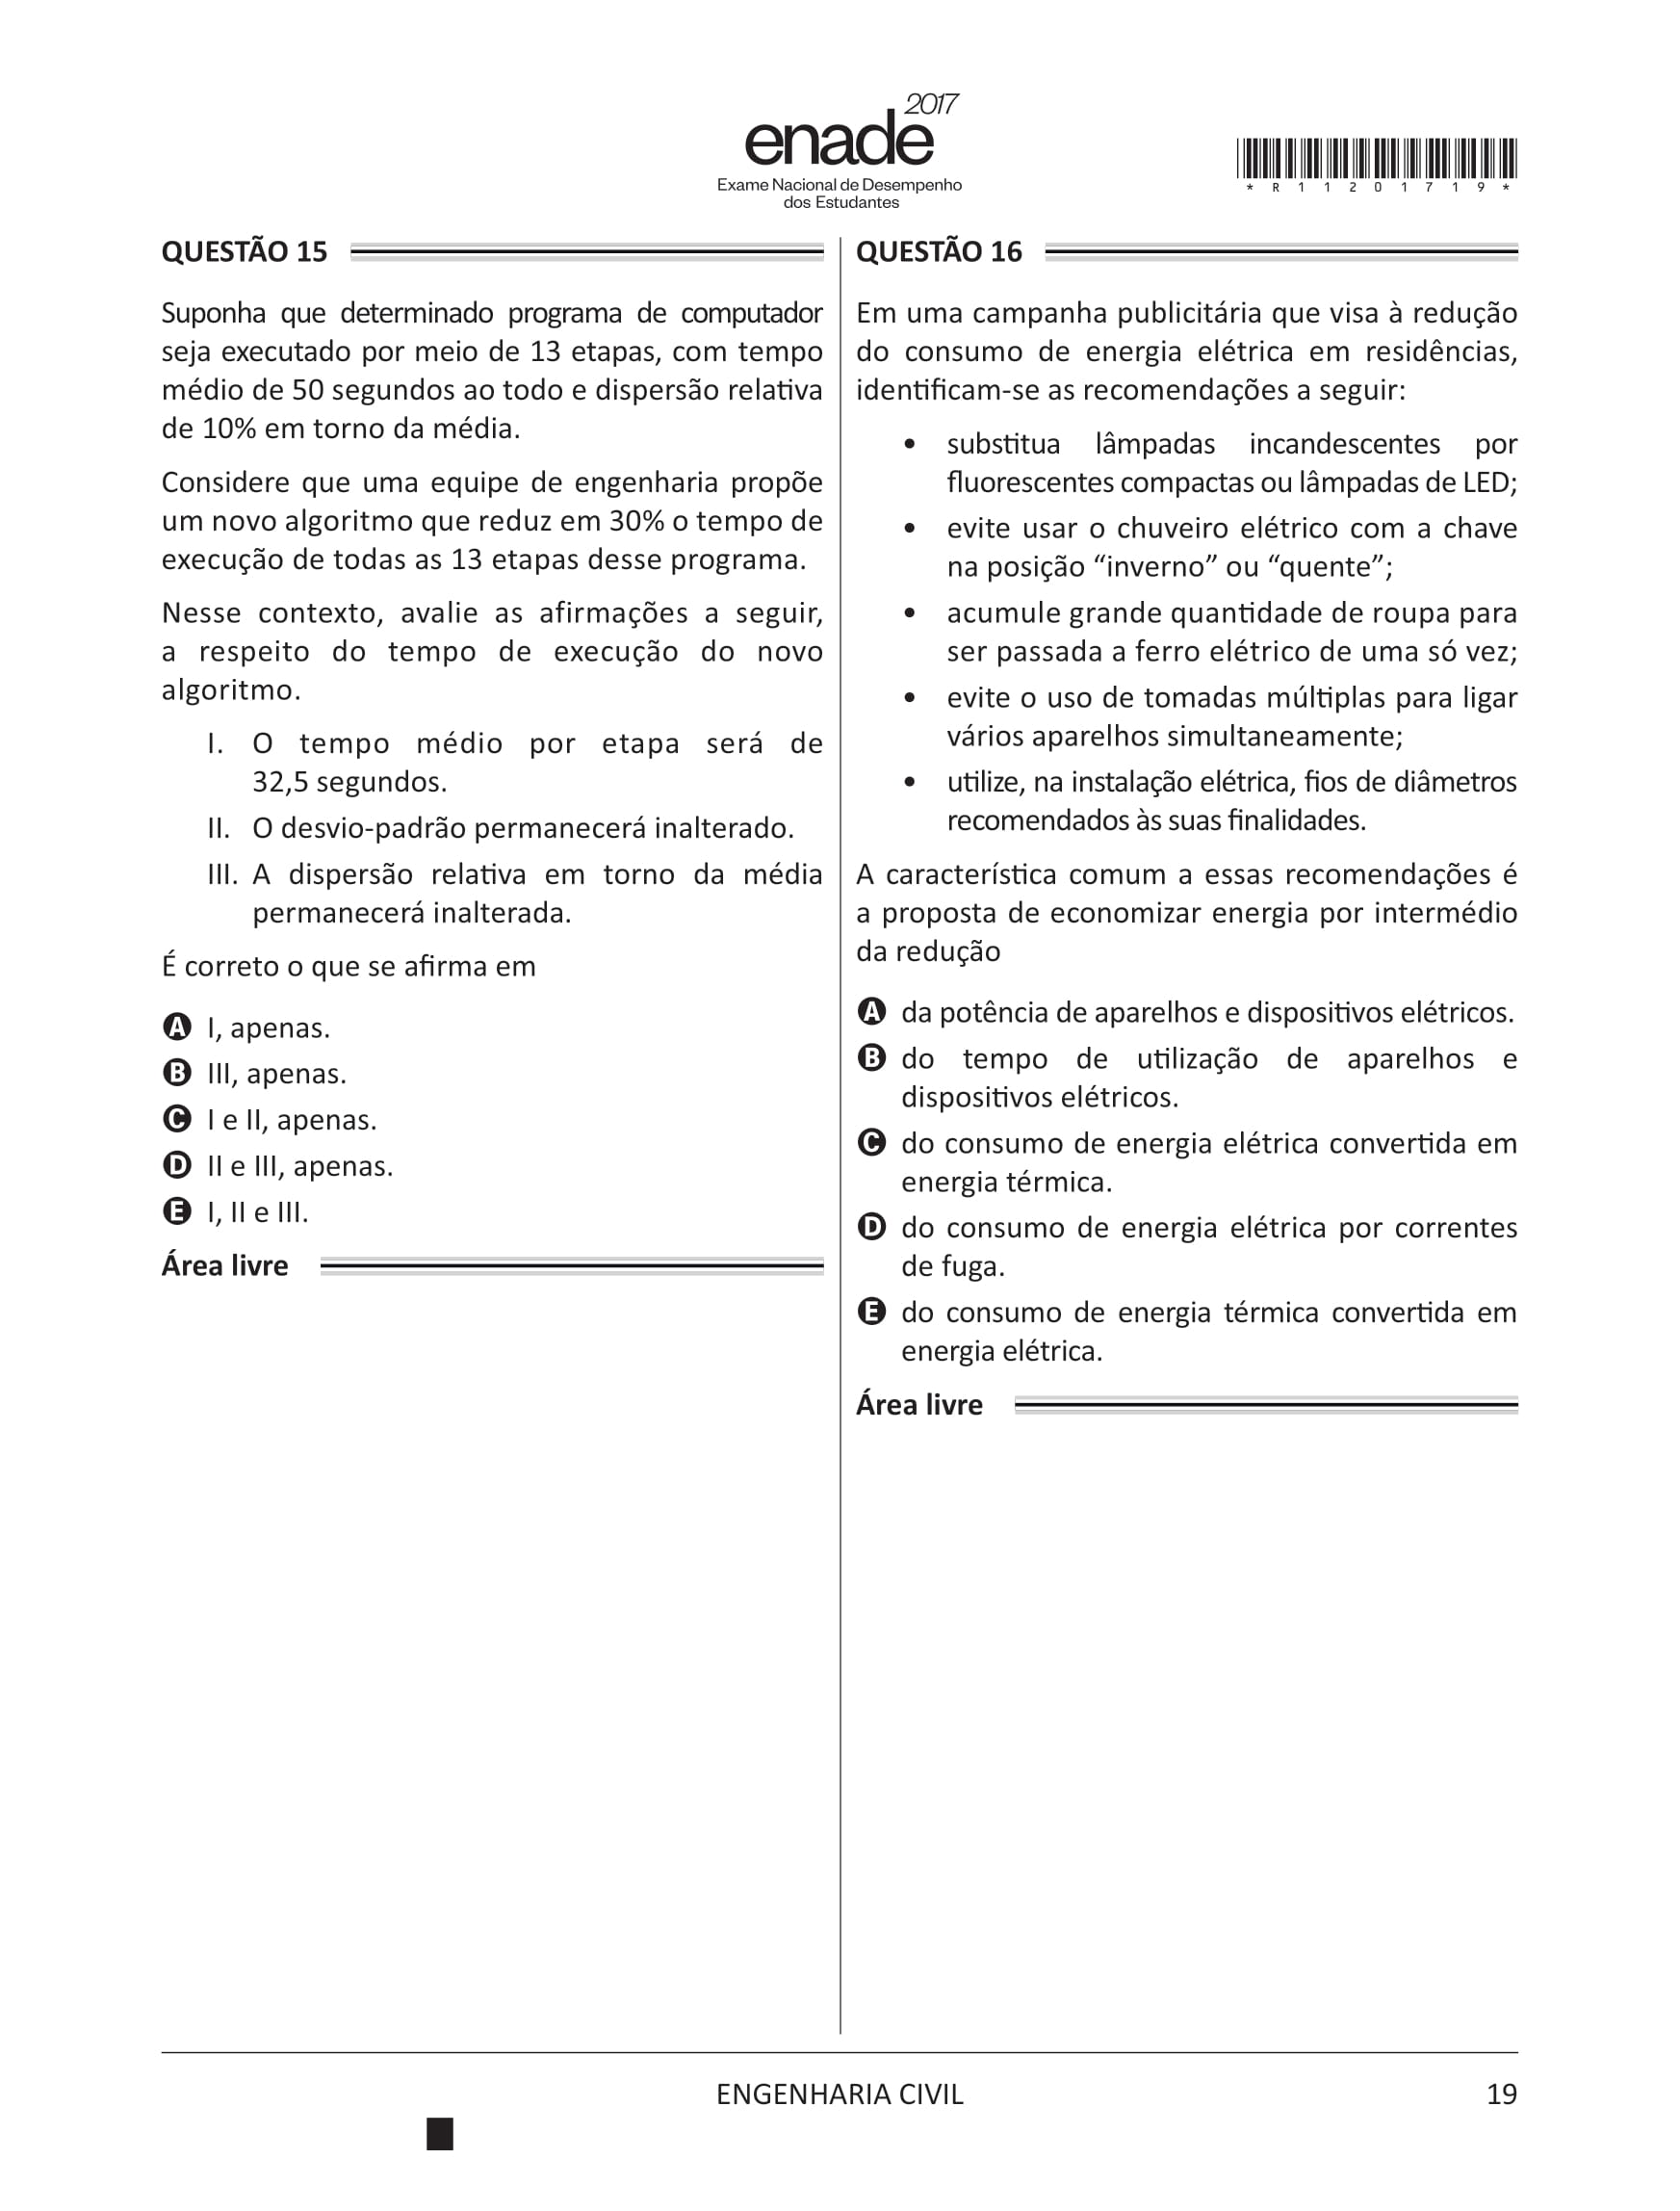 2017
enade
Exame Nacional de Desempenho
dos Estudantes
* R 1 1 2 0 1 7 1 9 *
QUESTÃO 15
Suponha que determinado programa de computador
seja executado por meio de 13 etapas, com tempo
médio de 50 segundos ao todo e dispersão relativa
de 10% em torno da média.
Considere que uma equipe de engenharia propõe
um novo algoritmo que reduz em 30% o tempo de
execução de todas as 13 etapas desse programa.
Nesse contexto, avalie as afirmações a seguir,
a respeito do tempo de execução do novo
algoritmo.
I. O tempo médio por etapa será de
32,5 segundos.
II. O desvio-padrão permanecerá inalterado.
III. A dispersão relativa em torno da média
permanecerá inalterada.
É correto o que se afirma em
A I, apenas.
B III, apenas.
C I e II, apenas.
D II e III, apenas.
E I, II e III.
Área livre
QUESTÃO 16
Em uma campanha publicitária que visa à redução
do consumo de energia elétrica em residências,
identificam-se as recomendações a seguir:
• substitua lâmpadas incandescentes por
fluorescentes compactas ou lâmpadas de LED;
• evite usar o chuveiro elétrico com a chave
na posição “inverno” ou “quente”;
• acumule grande quantidade de roupa para
ser passada a ferro elétrico de uma só vez;
• evite o uso de tomadas múltiplas para ligar
vários aparelhos simultaneamente;
• utilize, na instalação elétrica, fios de diâmetros
recomendados às suas finalidades.
A característica comum a essas recomendações é
a proposta de economizar energia por intermédio
da redução
A da potência de aparelhos e dispositivos elétricos.
B do tempo de utilização de aparelhos e
dispositivos elétricos.
C do consumo de energia elétrica convertida em
energia térmica.
D do consumo de energia elétrica por correntes
de fuga.
E do consumo de energia térmica convertida em
energia elétrica.
Área livre
ENGENHARIA CIVIL
19